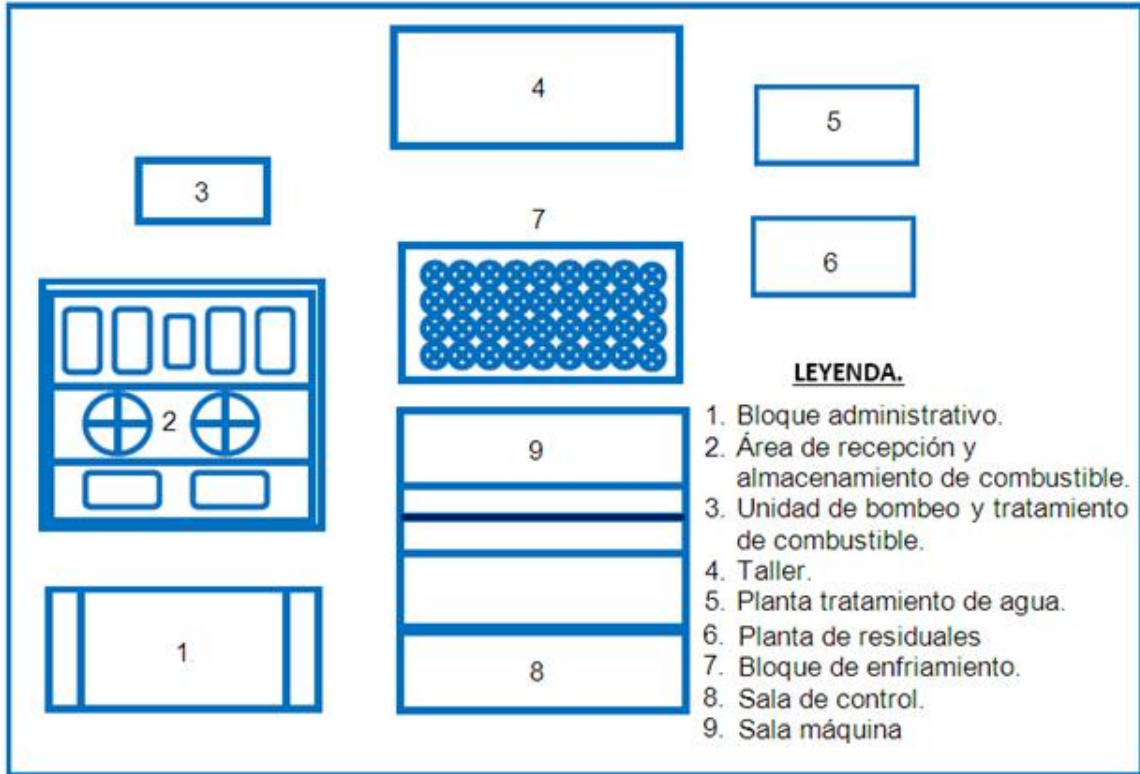 4
5
3
7
6
LEYENDA.
1. Bloque administrativo.
2. Área de recepción y
almacenamiento de combustible.
3. Unidad de bombeo y tratamiento
de combustible.
4. Taller.
5. Planta tratamiento de agua.
6. Planta de residuales
7. Bloque de enfriamiento.
8. Sala de control.
9. Sala máquina
2
9
1
8